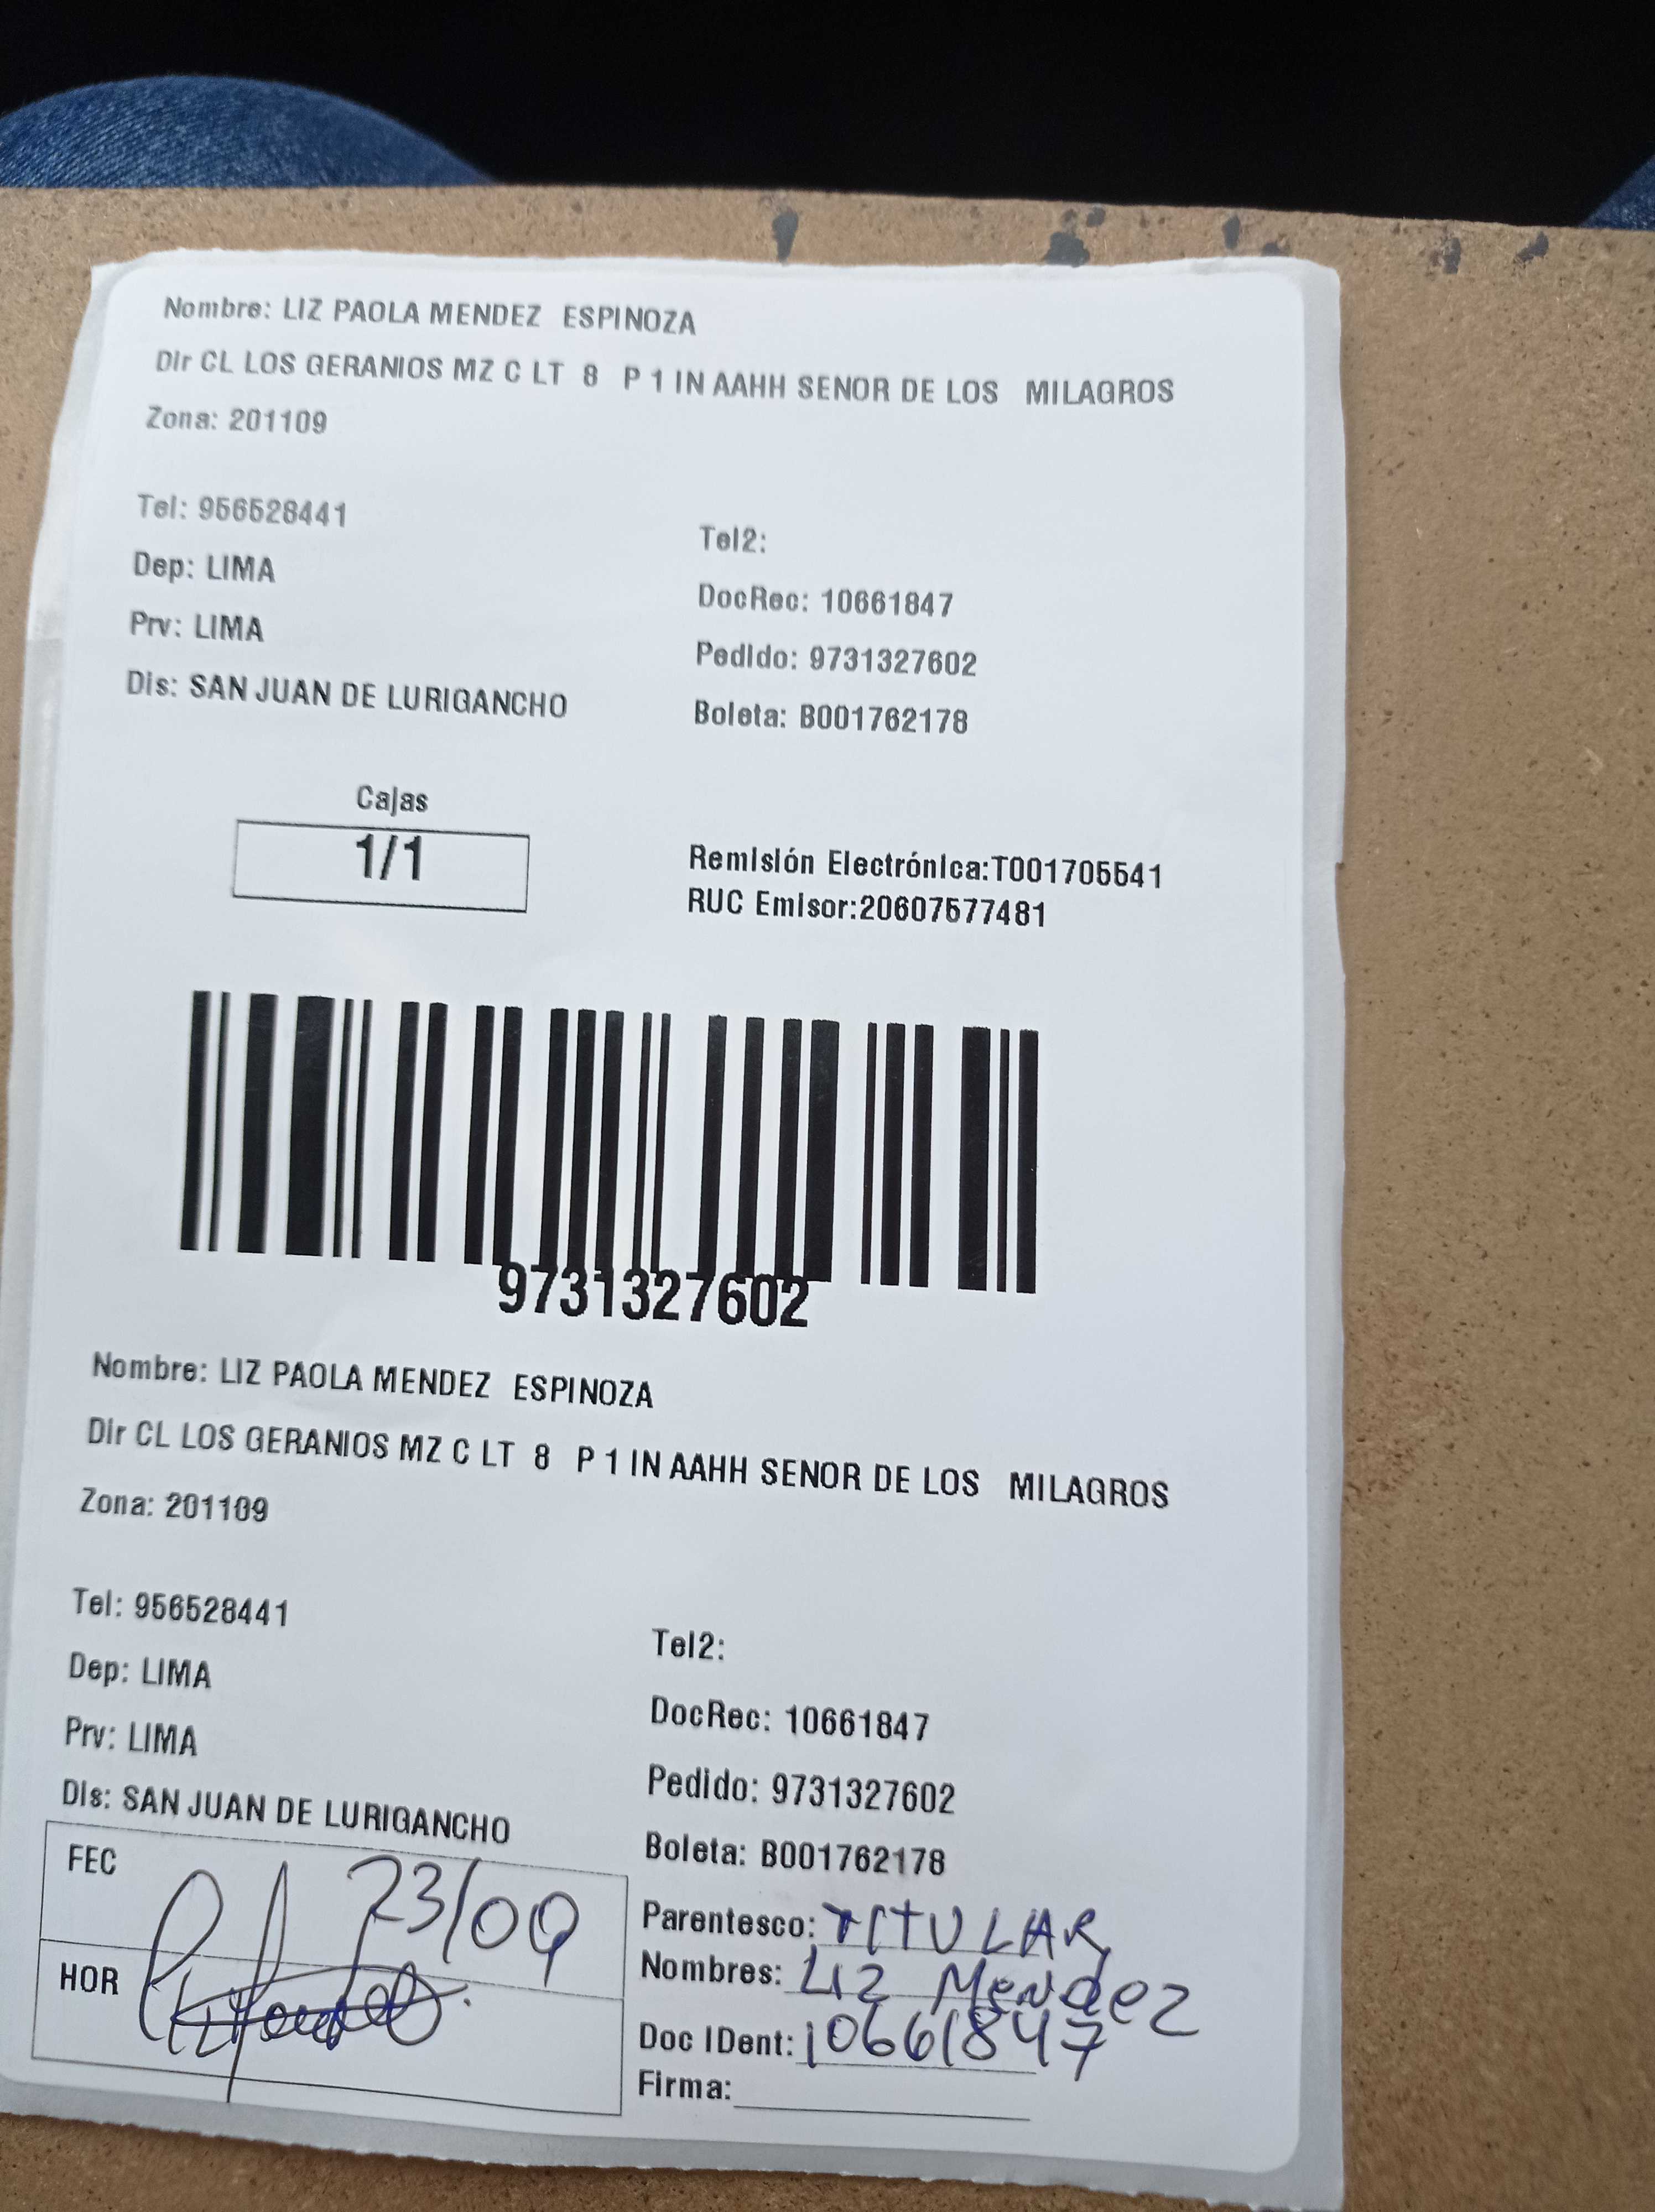 Nombre: LIZ PAOLA MENDEZ ESPINOZA
Dir CL LOS GERANIOS MZ C LT 8 P 1 IN AAHH SENOR DE LOS MILAGROS
Zona: 201109
Tel: 956528441
Tel2:
Dep: LIMA
DocRec: 10661847
Prv: LIMA
Pedido: 9731327602
Dis: SAN JUAN DE LURIGANCHO
Boleta: B001762178
Cajas
1/1
Remisión Electrónica:T001705541
RUC Emisor:20607577481
9731327602
Nombre: LIZ PAOLA MENDEZ ESPINOZA
Dir CL LOS GERANIOS MZ C LT 8 P 1 IN AAHH SENOR DE LOS MILAGROS
Zona: 201109
Tel: 956528441
Tel2:
Dep: LIMA
DocRec: 10661847
Prv: LIMA
Pedido: 9731327602
Dis: SAN JUAN DE LURIGANCHO
Boleta: B001762178
FEC 23/09
HOR
Parentesco: TITULAR
Nombres: Liz Mendez
Doc IDent: 10661847
Firma: